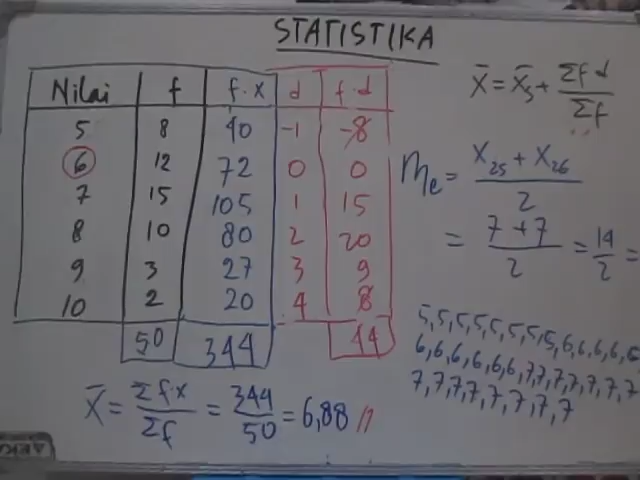 STATISTIKA
Nilai f f.x d f.d
5 8 40 -1 -8
6 12 72 0 0
7 15 105 1 15
8 10 80 2 20
9 3 27 3 9
10 2 20 4 8
50 344 44
X̄ = Σf.x / Σf = 344 / 50 = 6,88 //
X̄ = X̄s + Σf d / Σf
Me = X25 + X26 / 2
= 7 + 7 / 2 = 14 / 2 =
5,5,5,5,5,5,5,5,6,6,6,6,6
6,6,6,6,6,6,7,7,7,7,7,7,7
7,7,7,7,7,7,7,7